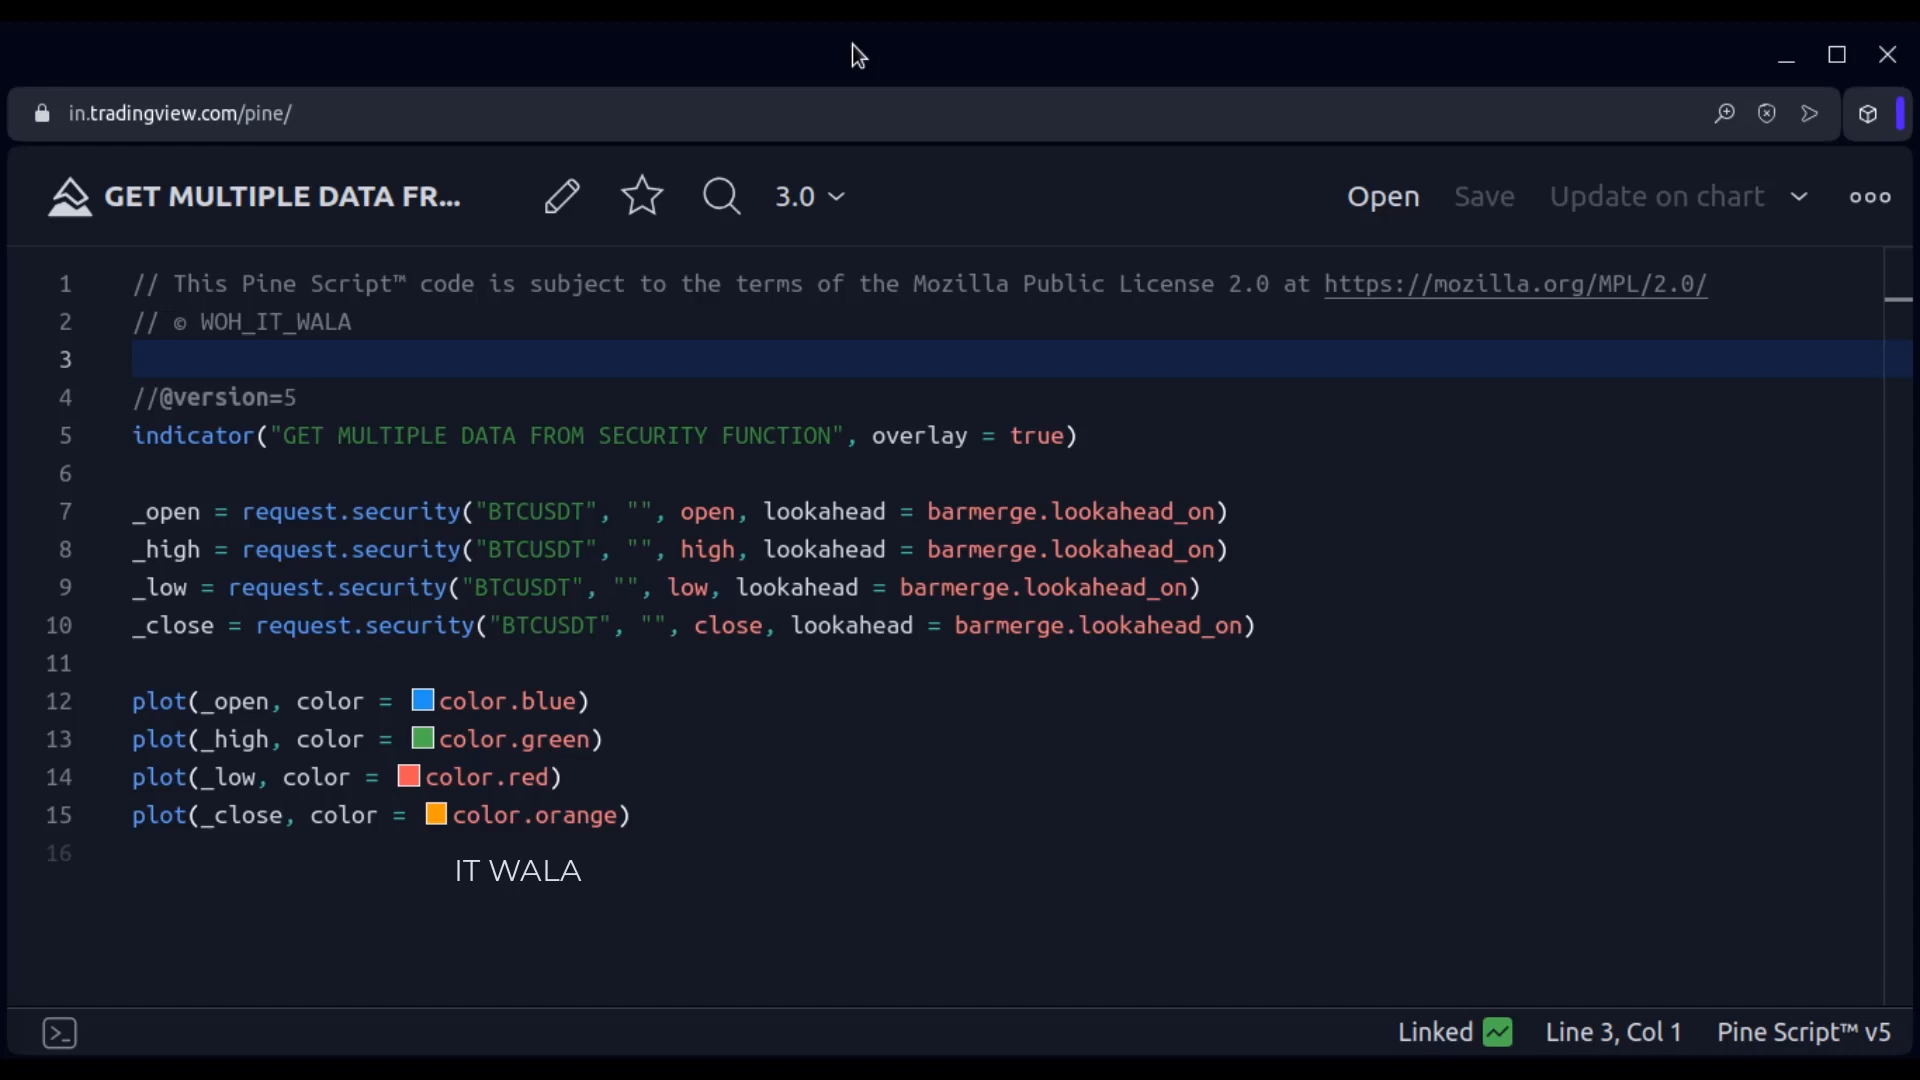 in.tradingview.com/pine/
GET MULTIPLE DATA FR... 3.0 Open Save Update on chart
1 // This Pine Script™ code is subject to the terms of the Mozilla Public License 2.0 at https://mozilla.org/MPL/2.0/
2 // © WOH_IT_WALA
3
4 //@version=5
5 indicator("GET MULTIPLE DATA FROM SECURITY FUNCTION", overlay = true)
6
7 _open = request.security("BTCUSDT", "", open, lookahead = barmerge.lookahead_on)
8 _high = request.security("BTCUSDT", "", high, lookahead = barmerge.lookahead_on)
9 _low = request.security("BTCUSDT", "", low, lookahead = barmerge.lookahead_on)
10 _close = request.security("BTCUSDT", "", close, lookahead = barmerge.lookahead_on)
11
12 plot(_open, color = color.blue)
13 plot(_high, color = color.green)
14 plot(_low, color = color.red)
15 plot(_close, color = color.orange)
16
IT WALA
Linked Line 3, Col 1 Pine Script™ v5